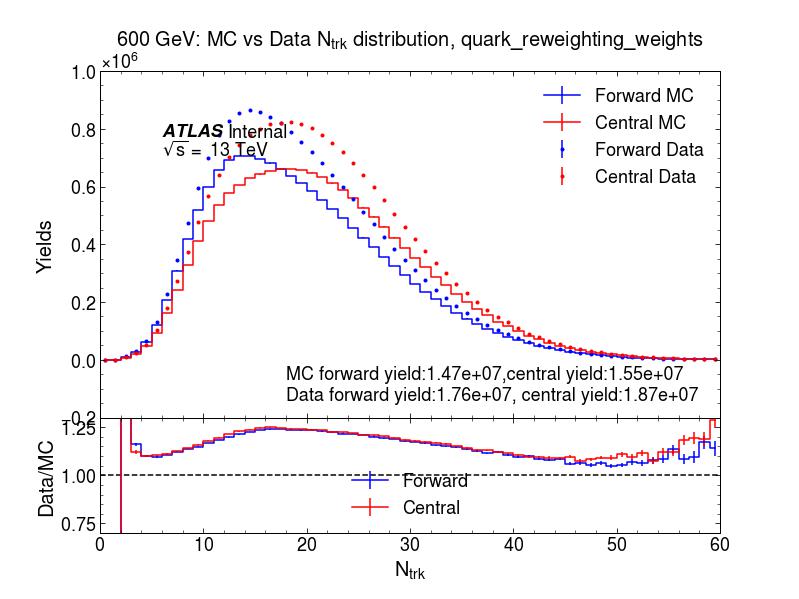 600 GeV: MC vs Data Ntrk distribution, quark_reweighting_weights
×10^6
1.0
0.8
0.6
0.4
0.2
0.0
0.2
Yields
ATLAS Internal
√s = 13 TeV
Forward MC
Central MC
Forward Data
Central Data
MC forward yield:1.47e+07,central yield:1.55e+07
Data forward yield:1.76e+07, central yield:1.87e+07
1.25
1.00
0.75
Data/MC
Forward
Central
0 10 20 30 40 50 60
Ntrk